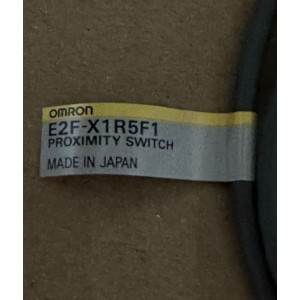 OMRON
E2F-X1R5F1
PROXIMITY SWITCH
MADE IN JAPAN